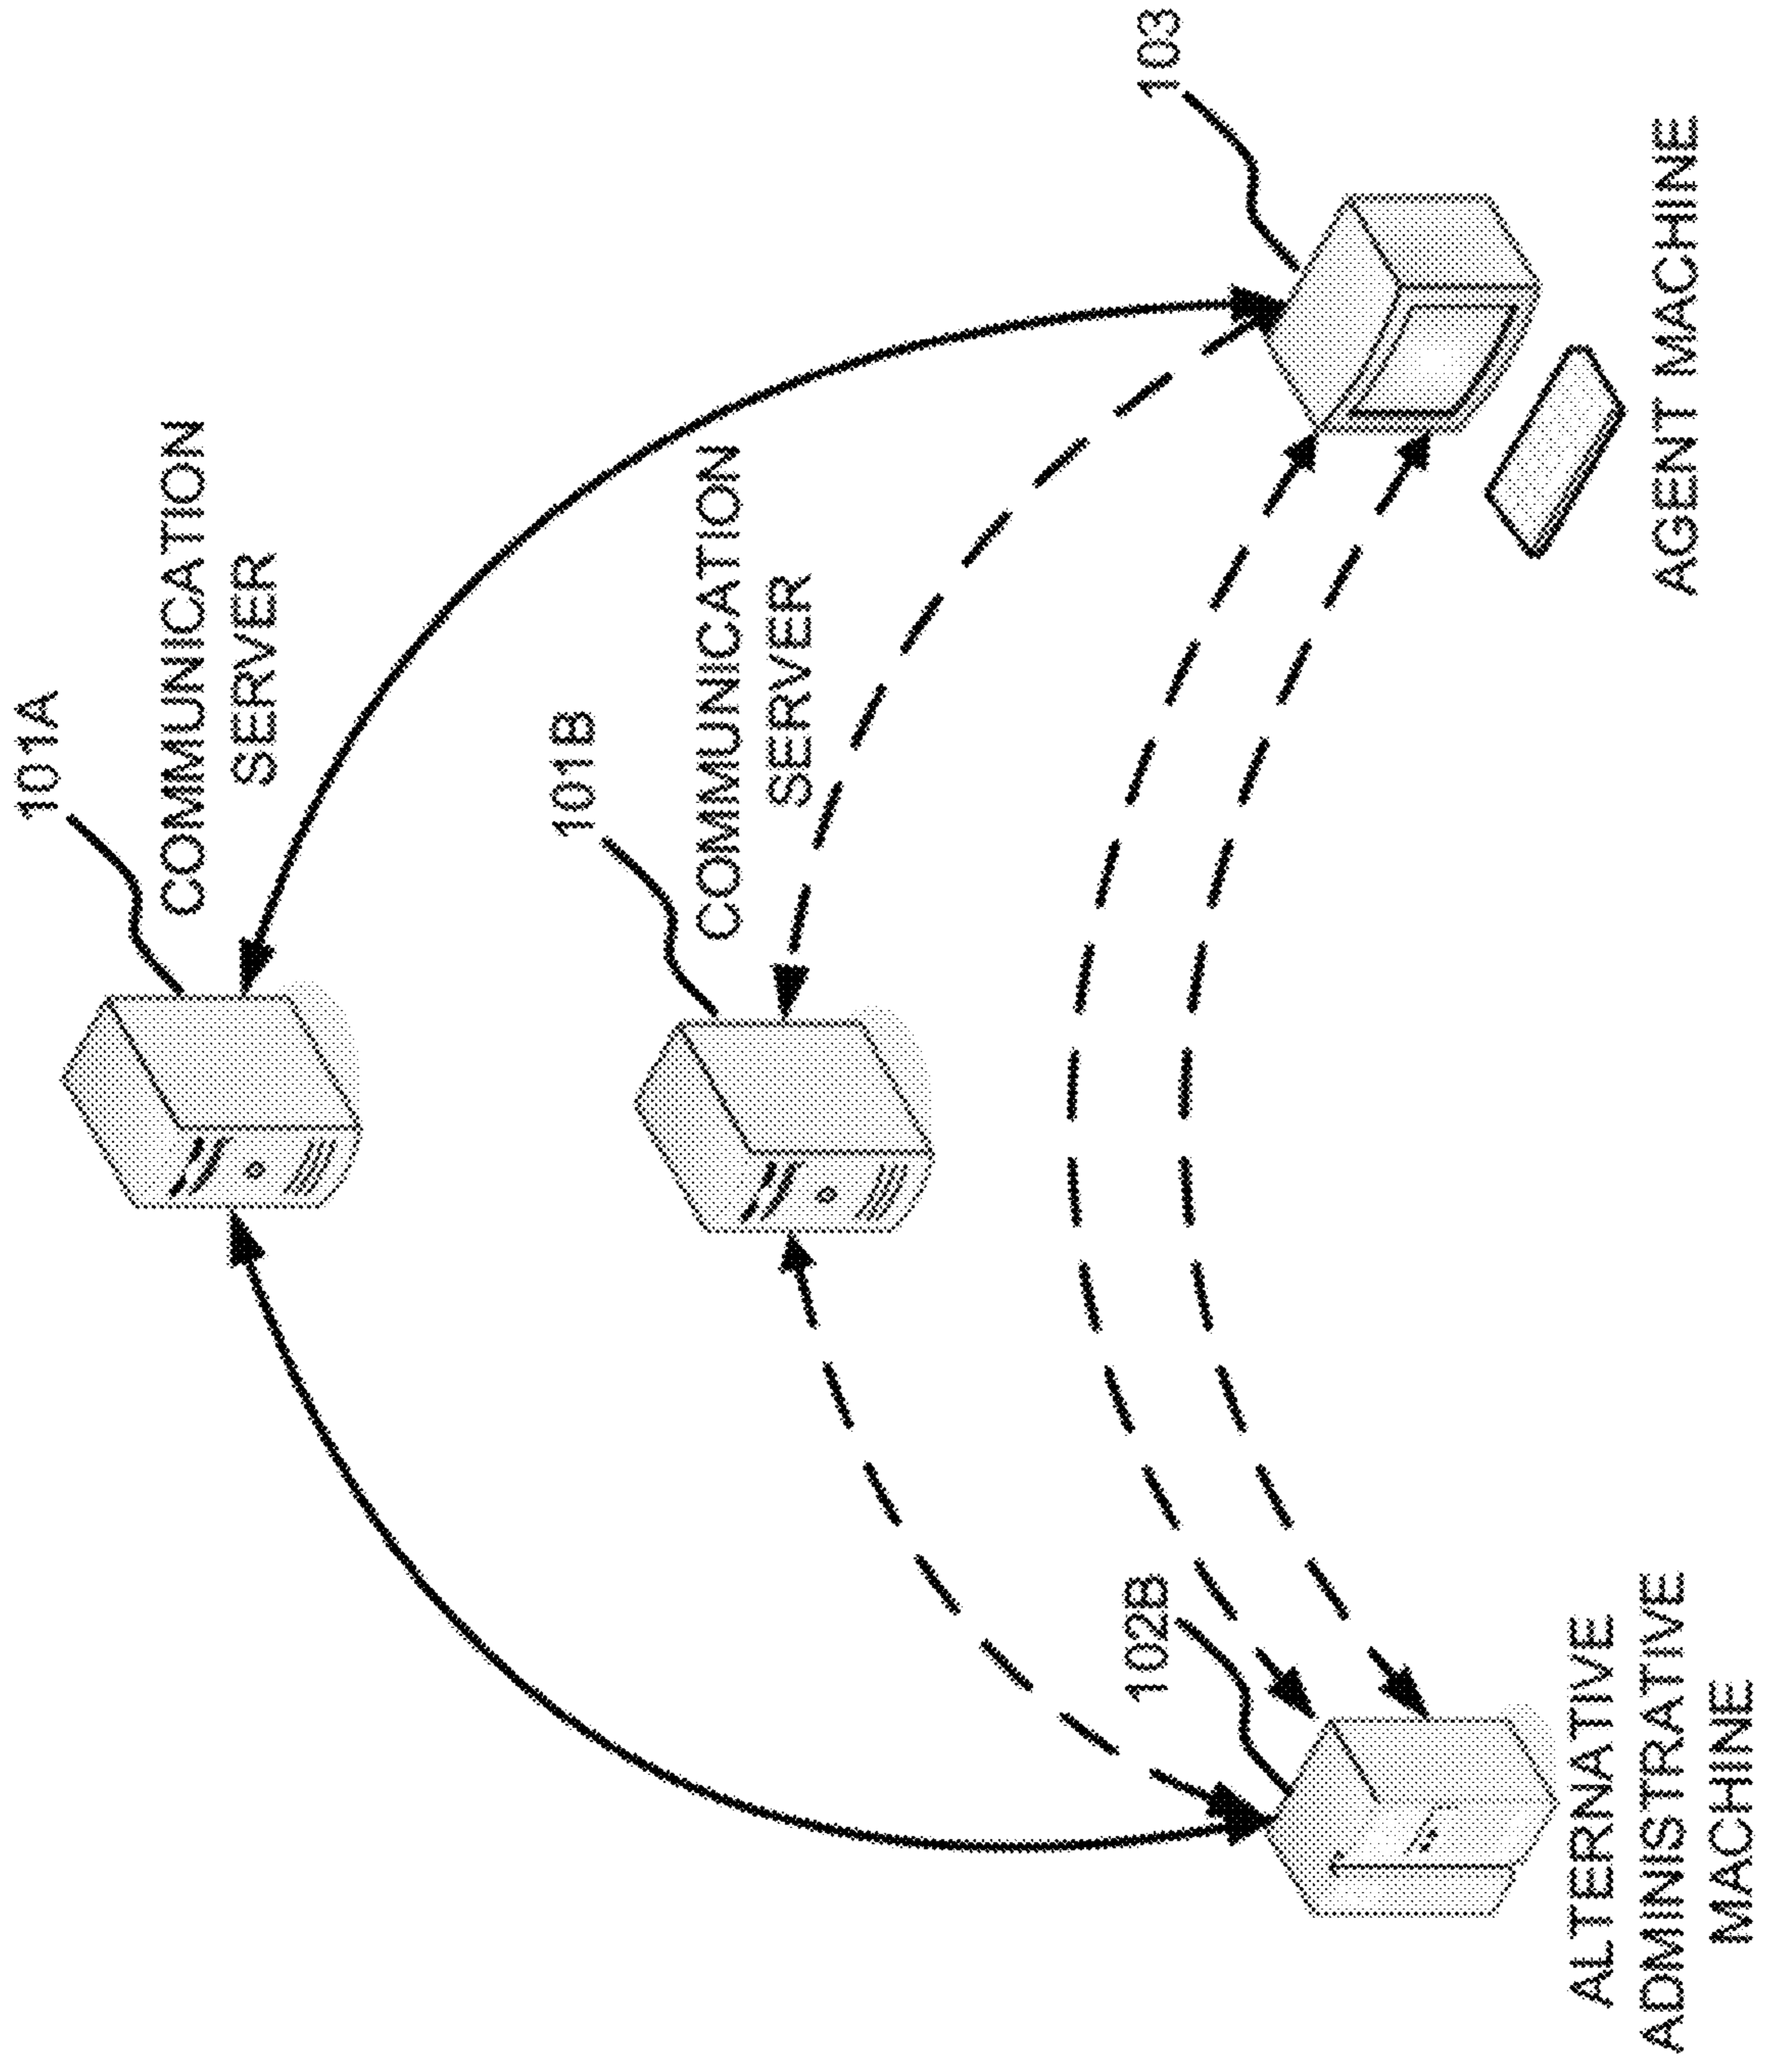 101A
COMMUNICATION
SERVER
101B
COMMUNICATION
SERVER
102B
103
ALTERNATIVE
ADMINISTRATIVE
MACHINE
AGENT MACHINE